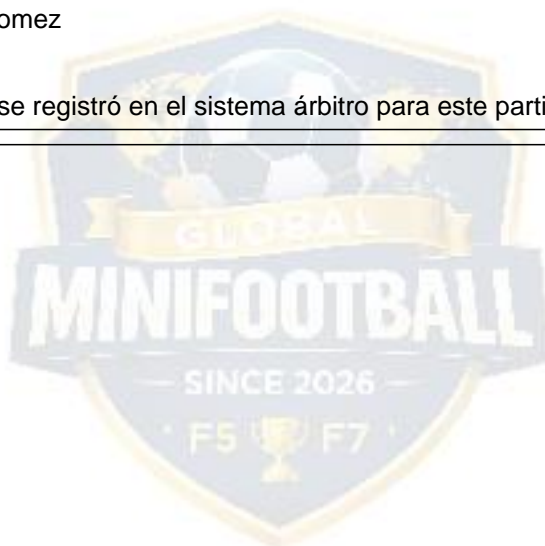 omez
se registró en el sistema árbitro para este parti
GLOBAL
MINIFOOTBALL
SINCE 2026
F5 F7